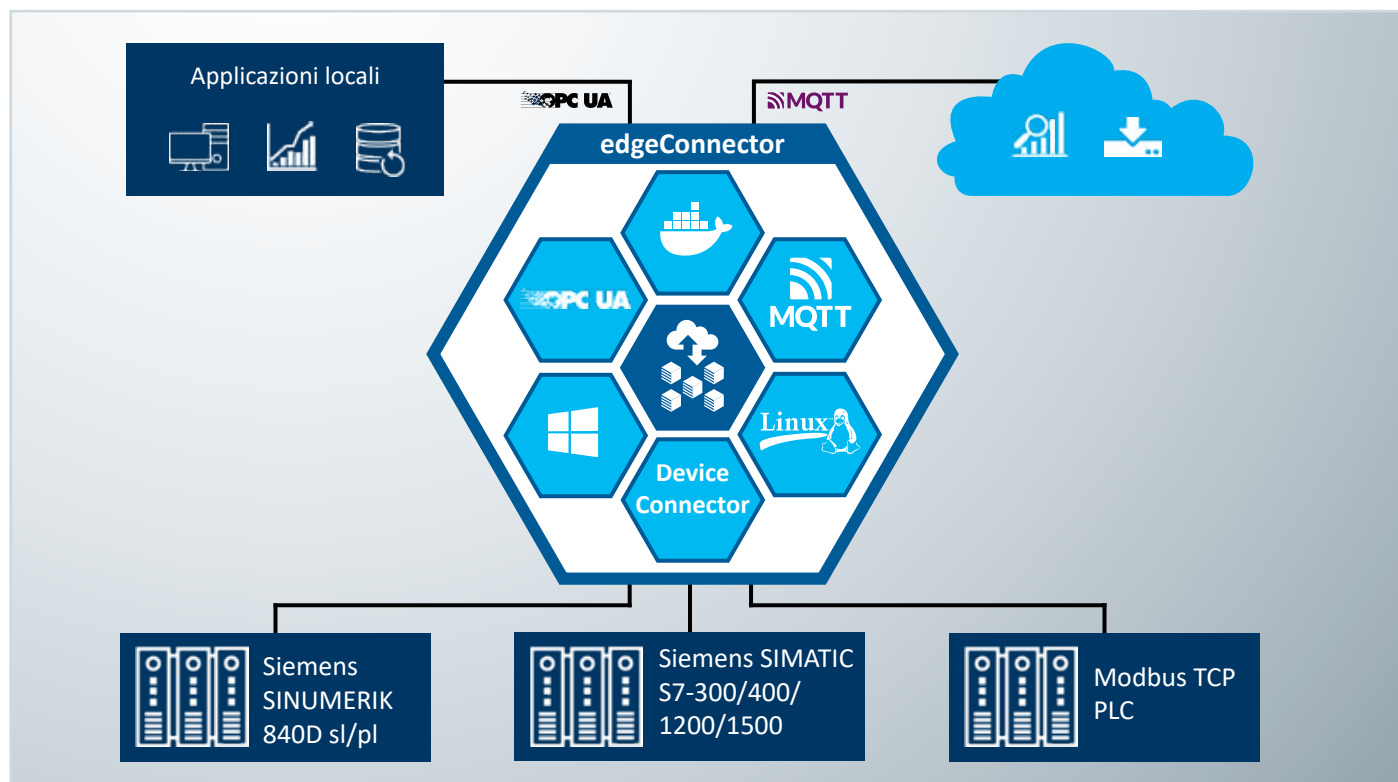 Applicazioni locali
OPC UA
MQTT
edgeConnector
OPC UA
MQTT
Linux
Device
Connector
Siemens
SINUMERIK
840D sl/pl
Siemens SIMATIC
S7-300/400/
1200/1500
Modbus TCP
PLC